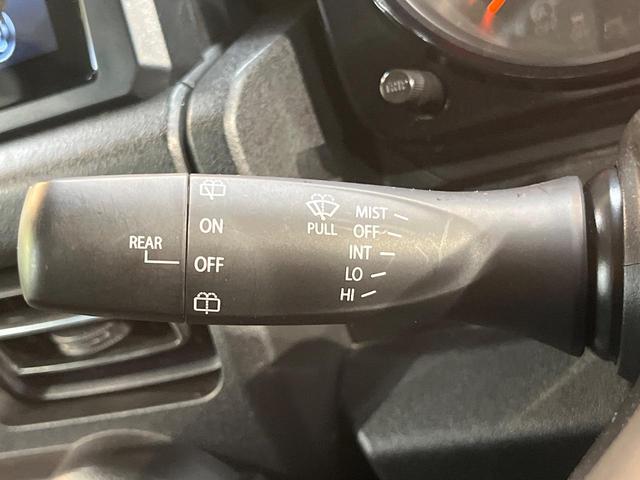 REAR
ON
OFF
PULL
MIST
OFF
INT
LO
HI